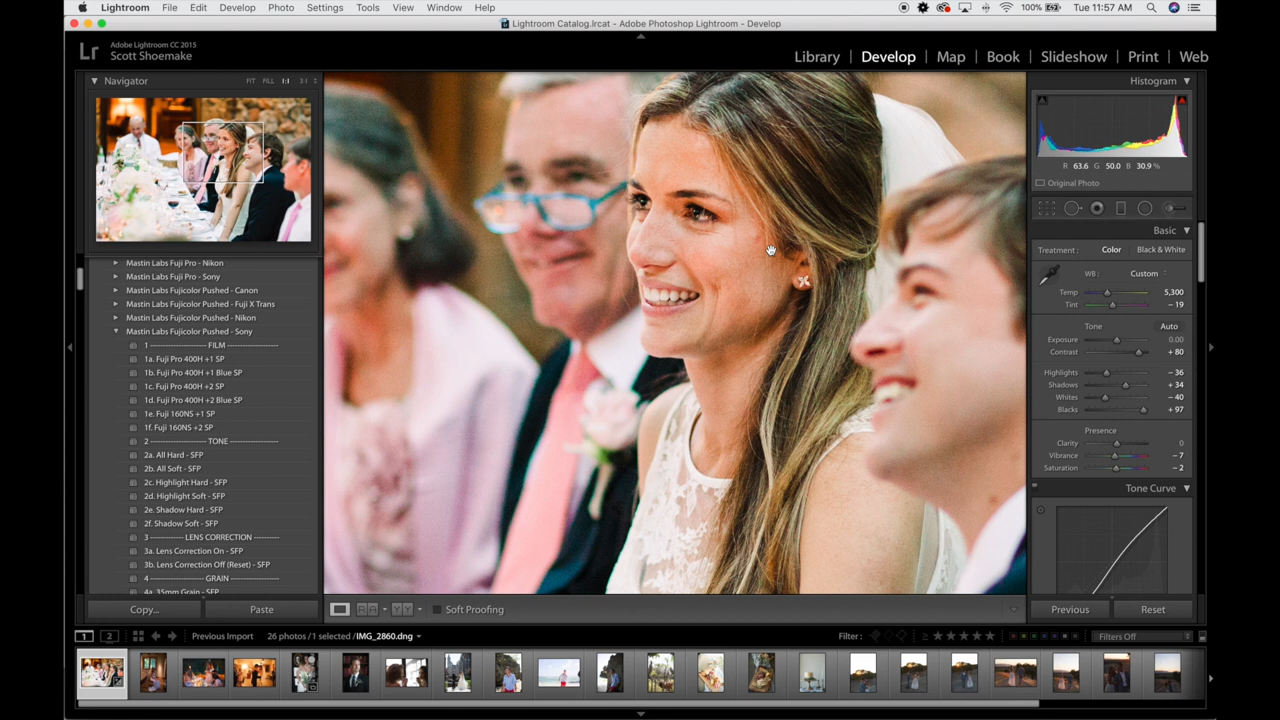 Lightroom File Edit Develop Photo Settings Tools View Window Help 100% Tue 11:57 AM
Lightroom Catalog.lrcat - Adobe Photoshop Lightroom - Develop
Lr Adobe Lightroom CC 2015
Scott Shoemake
Library | Develop | Map | Book | Slideshow | Print | Web
Navigator FIT FILL 1:1 3:1
Mastin Labs Fuji Pro - Nikon
Mastin Labs Fuji Pro - Sony
Mastin Labs Fujicolor Pushed - Canon
Mastin Labs Fujicolor Pushed - Fuji X Trans
Mastin Labs Fujicolor Pushed - Nikon
Mastin Labs Fujicolor Pushed - Sony
1 ---------------- FILM ----------------
1a. Fuji Pro 400H +1 SP
1b. Fuji Pro 400H +1 Blue SP
1c. Fuji Pro 400H +2 SP
1d. Fuji Pro 400H +2 Blue SP
1e. Fuji 160NS +1 SP
1f. Fuji 160NS +2 SP
2 ---------------- TONE ----------------
2a. All Hard - SFP
2b. All Soft - SFP
2c. Highlight Hard - SFP
2d. Highlight Soft - SFP
2e. Shadow Hard - SFP
2f. Shadow Soft - SFP
3 ------------ LENS CORRECTION ---------
3a. Lens Correction On - SFP
3b. Lens Correction Off (Reset) - SFP
4 ---------------- GRAIN ----------------
4a. 35mm Grain - SFP
Copy... Paste
Histogram
R 63.6 G 50.0 B 30.9 %
Original Photo
Basic
Treatment : Color Black & White
WB : Custom
Temp 5,300
Tint - 19
Tone Auto
Exposure 0.00
Contrast + 80
Highlights - 36
Shadows + 34
Whites - 40
Blacks + 97
Presence
Clarity 0
Vibrance - 7
Saturation - 2
Tone Curve
Soft Proofing
Previous Reset
1 2 Previous Import 26 photos / 1 selected / IMG_2860.dng Filter : Filters Off